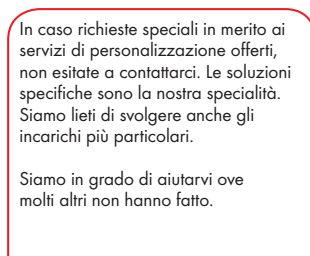 In caso richieste speciali in merito ai
servizi di personalizzazione offerti,
non esitate a contattarci. Le soluzioni
specifiche sono la nostra specialità.
Siamo lieti di svolgere anche gli
incarichi più particolari.

Siamo in grado di aiutarvi ove
molti altri non hanno fatto.